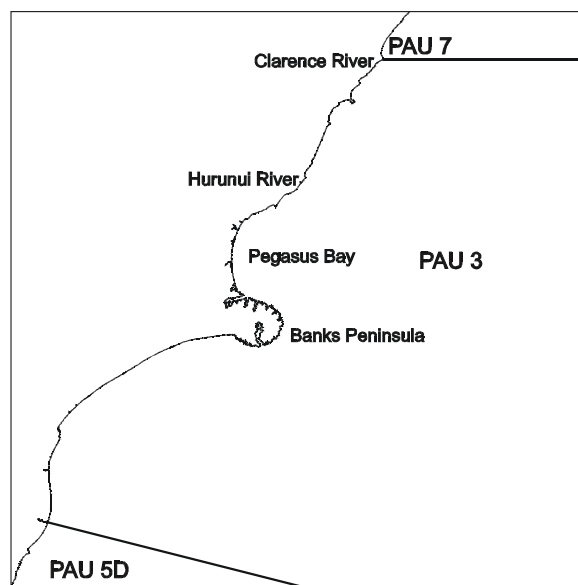 PAU 7
Clarence River
Hurunui River
Pegasus Bay
PAU 3
Banks Peninsula
PAU 5D